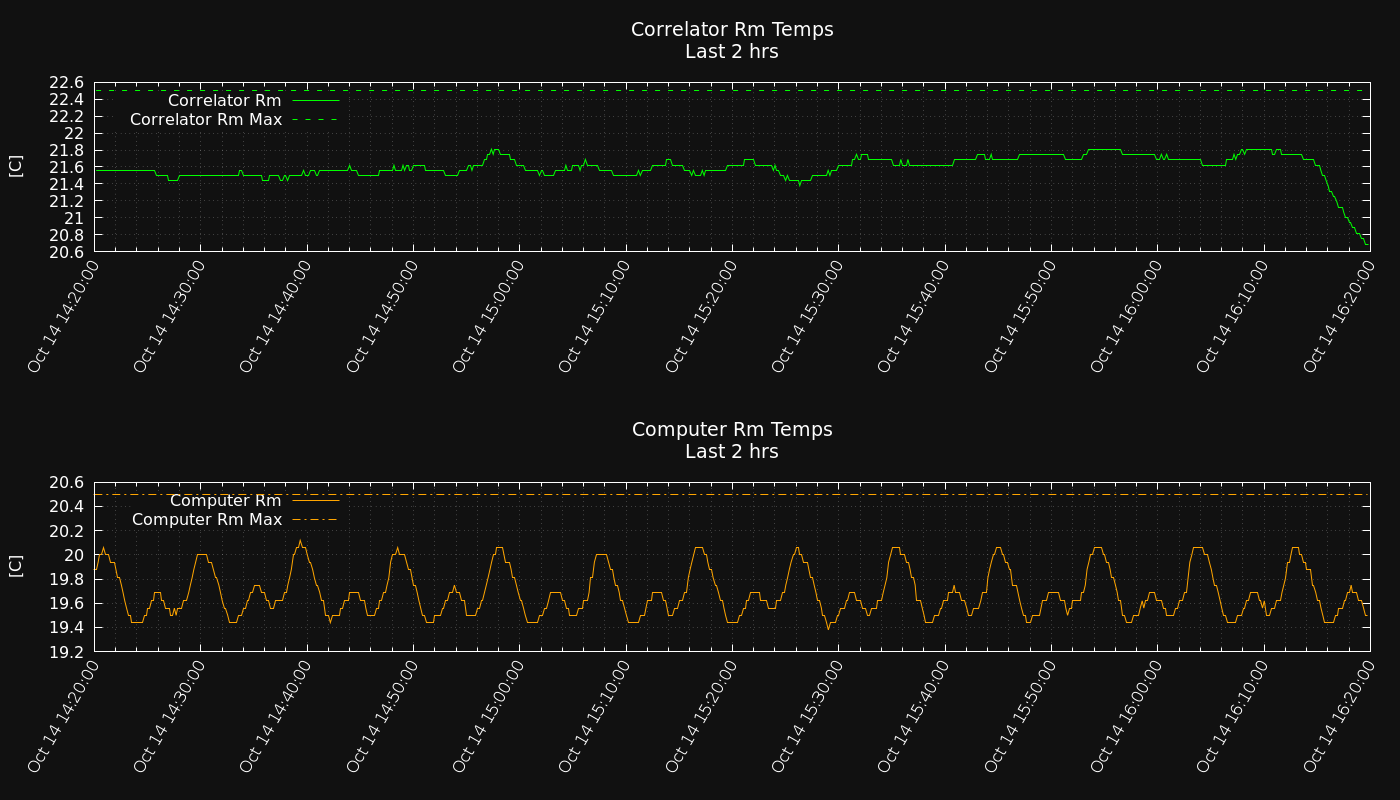 Correlator Rm Temps
Last 2 hrs
22.6
22.4
22.2
22
21.8
21.6
21.4
21.2
21
20.8
20.6
[C]
Correlator Rm
Correlator Rm Max
Oct 14 14:20:00
Oct 14 14:30:00
Oct 14 14:40:00
Oct 14 14:50:00
Oct 14 15:00:00
Oct 14 15:10:00
Oct 14 15:20:00
Oct 14 15:30:00
Oct 14 15:40:00
Oct 14 15:50:00
Oct 14 16:00:00
Oct 14 16:10:00
Oct 14 16:20:00
Computer Rm Temps
Last 2 hrs
20.6
20.4
20.2
20
19.8
19.6
19.4
19.2
[C]
Computer Rm
Computer Rm Max
Oct 14 14:20:00
Oct 14 14:30:00
Oct 14 14:40:00
Oct 14 14:50:00
Oct 14 15:00:00
Oct 14 15:10:00
Oct 14 15:20:00
Oct 14 15:30:00
Oct 14 15:40:00
Oct 14 15:50:00
Oct 14 16:00:00
Oct 14 16:10:00
Oct 14 16:20:00